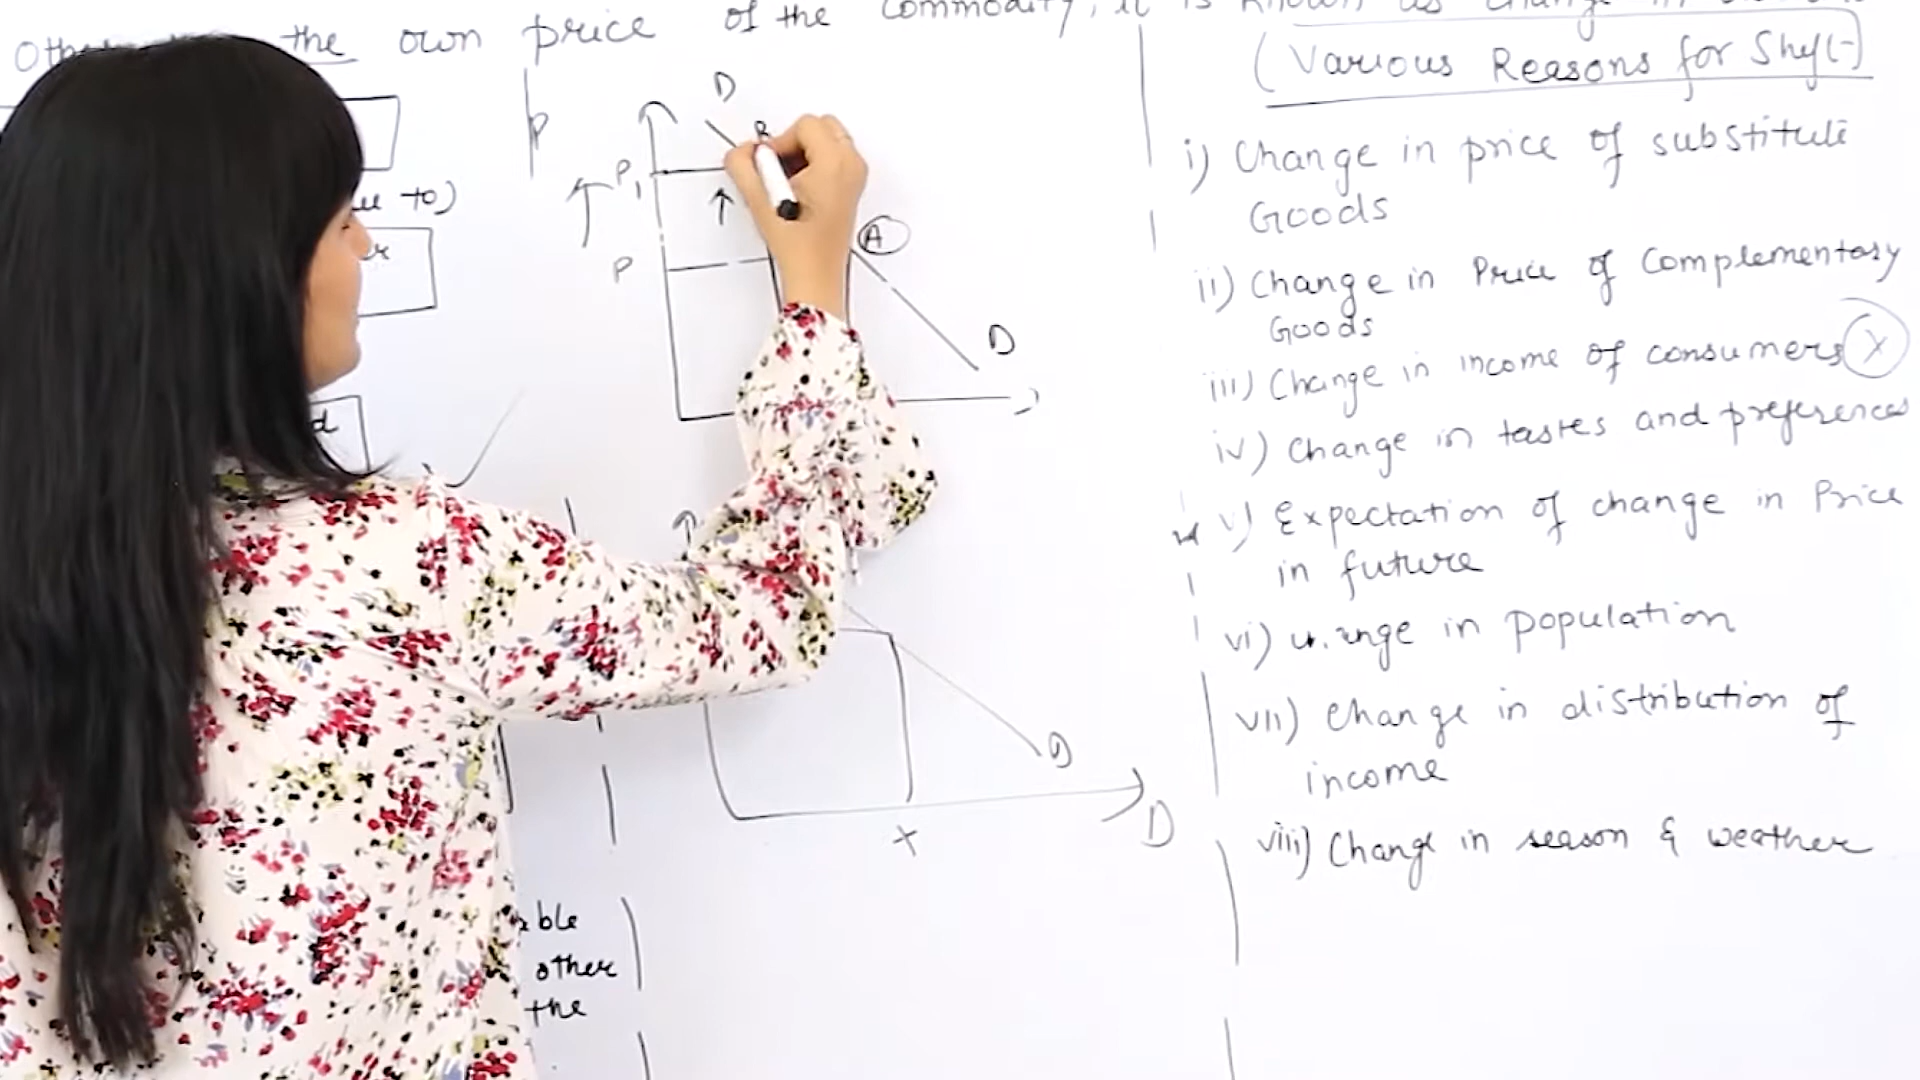 the own price of the commodity,
(Various Reasons for Shift)
to)
P
D
P1
B
A
P
D
i) Change in price of substitute
Goods
ii) Change in Price of Complementary
Goods
iii) Change in income of consumers X
iv) Change in tastes and preferences
v) Expectation of change in Price
in future
vi) in population
vii) Change in distribution of
income
viii) Change in season & weather
D
X
D
other
the